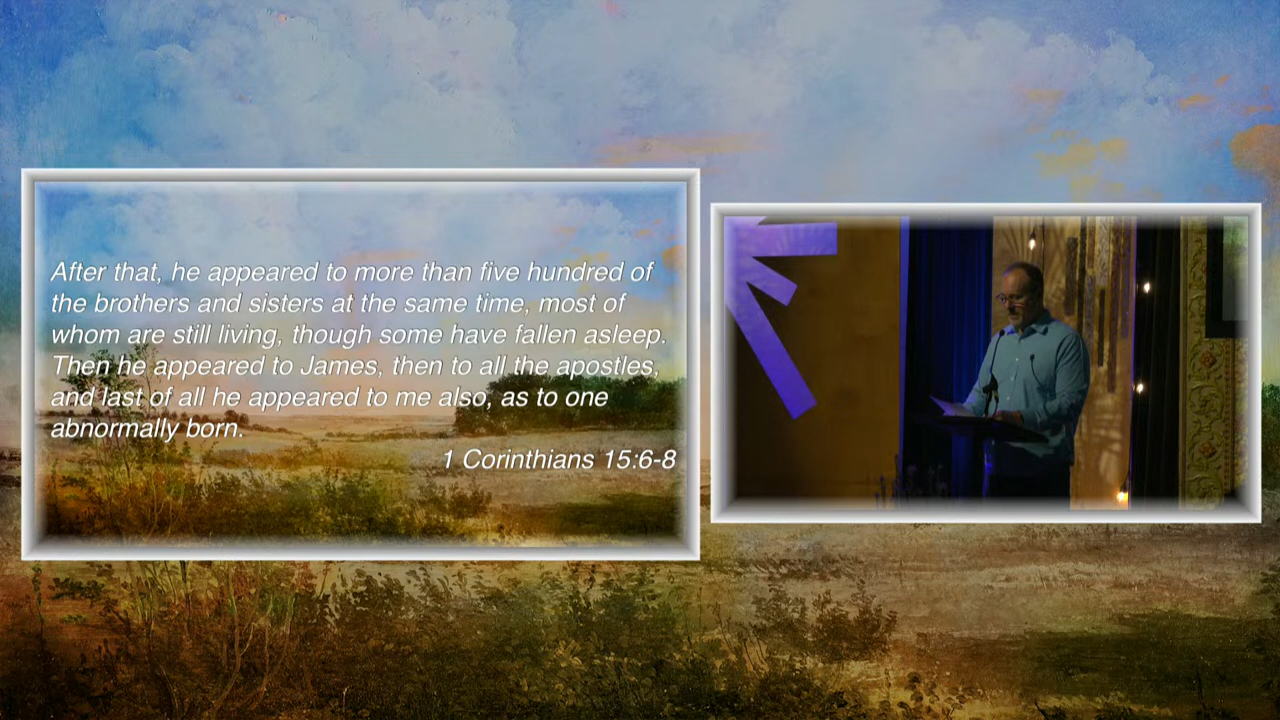 After that, he appeared to more than five hundred of
the brothers and sisters at the same time, most of
whom are still living, though some have fallen asleep.
Then he appeared to James, then to all the apostles,
and last of all he appeared to me also, as to one
abnormally born.
1 Corinthians 15:6-8